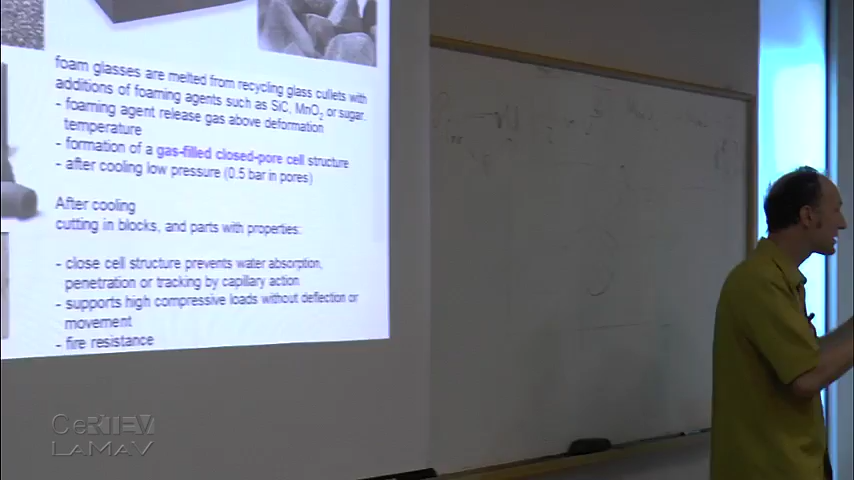 foam glasses are melted from recycling glass cullets with
additions of foaming agents such as SiC, MnO2 or sugar.
- foaming agent release gas above deformation
temperature
- formation of a gas-filled closed-pore cell structure
- after cooling low pressure (0.5 bar in pores)
After cooling
cutting in blocks, and parts with properties:
- close cell structure prevents water absorption,
penetration or tracking by capillary action
- supports high compressive loads without deflection or
movement
- fire resistance
CeRTEV
LaMaV